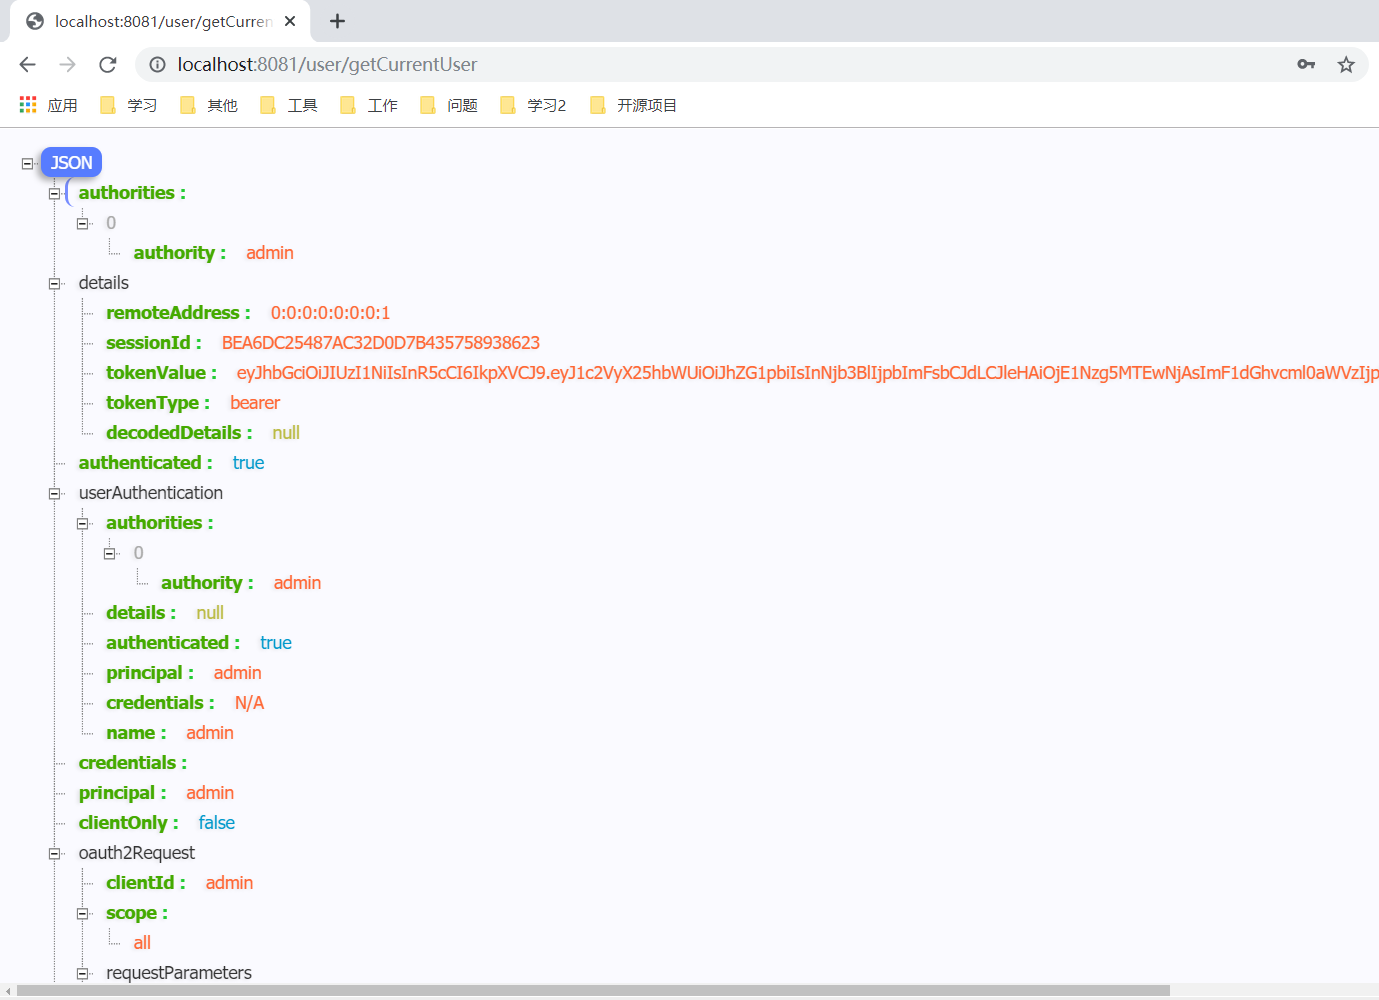 localhost:8081/user/getCurren
localhost:8081/user/getCurrentUser
应用 学习 其他 工具 工作 问题 学习2 开源项目
JSON
authorities :
0
authority : admin
details
remoteAddress : 0:0:0:0:0:0:0:1
sessionId : BEA6DC25487AC32D0D7B435758938623
tokenValue : eyJhbGciOiJIUzI1NiIsInR5cCI6IkpXVCJ9.eyJ1c2VyX25hbWUiOiJhZG1pbiIsInNjb3BlIjpbImFsbCJdLCJleHAiOjE1Nzg5MTEwNjAsImF1dGhvcml0aWVzIjp
tokenType : bearer
decodedDetails : null
authenticated : true
userAuthentication
authorities :
0
authority : admin
details : null
authenticated : true
principal : admin
credentials : N/A
name : admin
credentials :
principal : admin
clientOnly : false
oauth2Request
clientId : admin
scope :
all
requestParameters